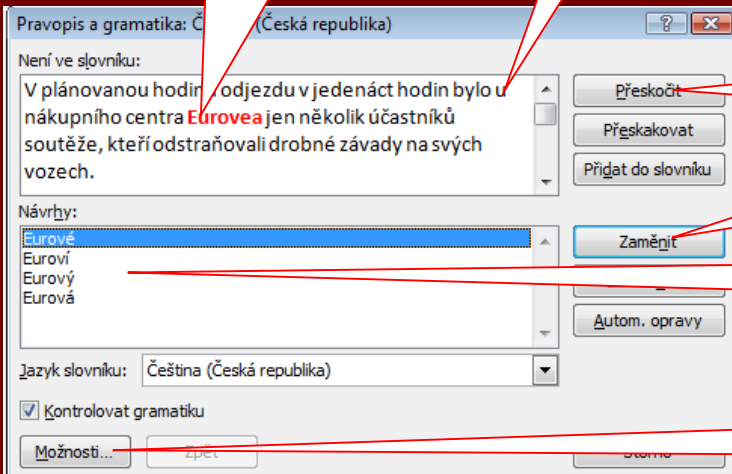 Pravopis a gramatika: Č (Česká republika)
Není ve slovníku:
V plánovanou hodin odjezdu v jedenáct hodin bylo u
nákupního centra Eurovea jen několik účastníků
soutěže, kteří odstraňovali drobné závady na svých
vozech.
Přeskočit
Přeskakovat
Přidat do slovníku
Návrhy:
Eurové
Euroví
Eurový
Eurová
Zaměnit
Autom. opravy
Jazyk slovníku: Čeština (Česká republika)
Kontrolovat gramatiku
Možnosti... Zpět Storno